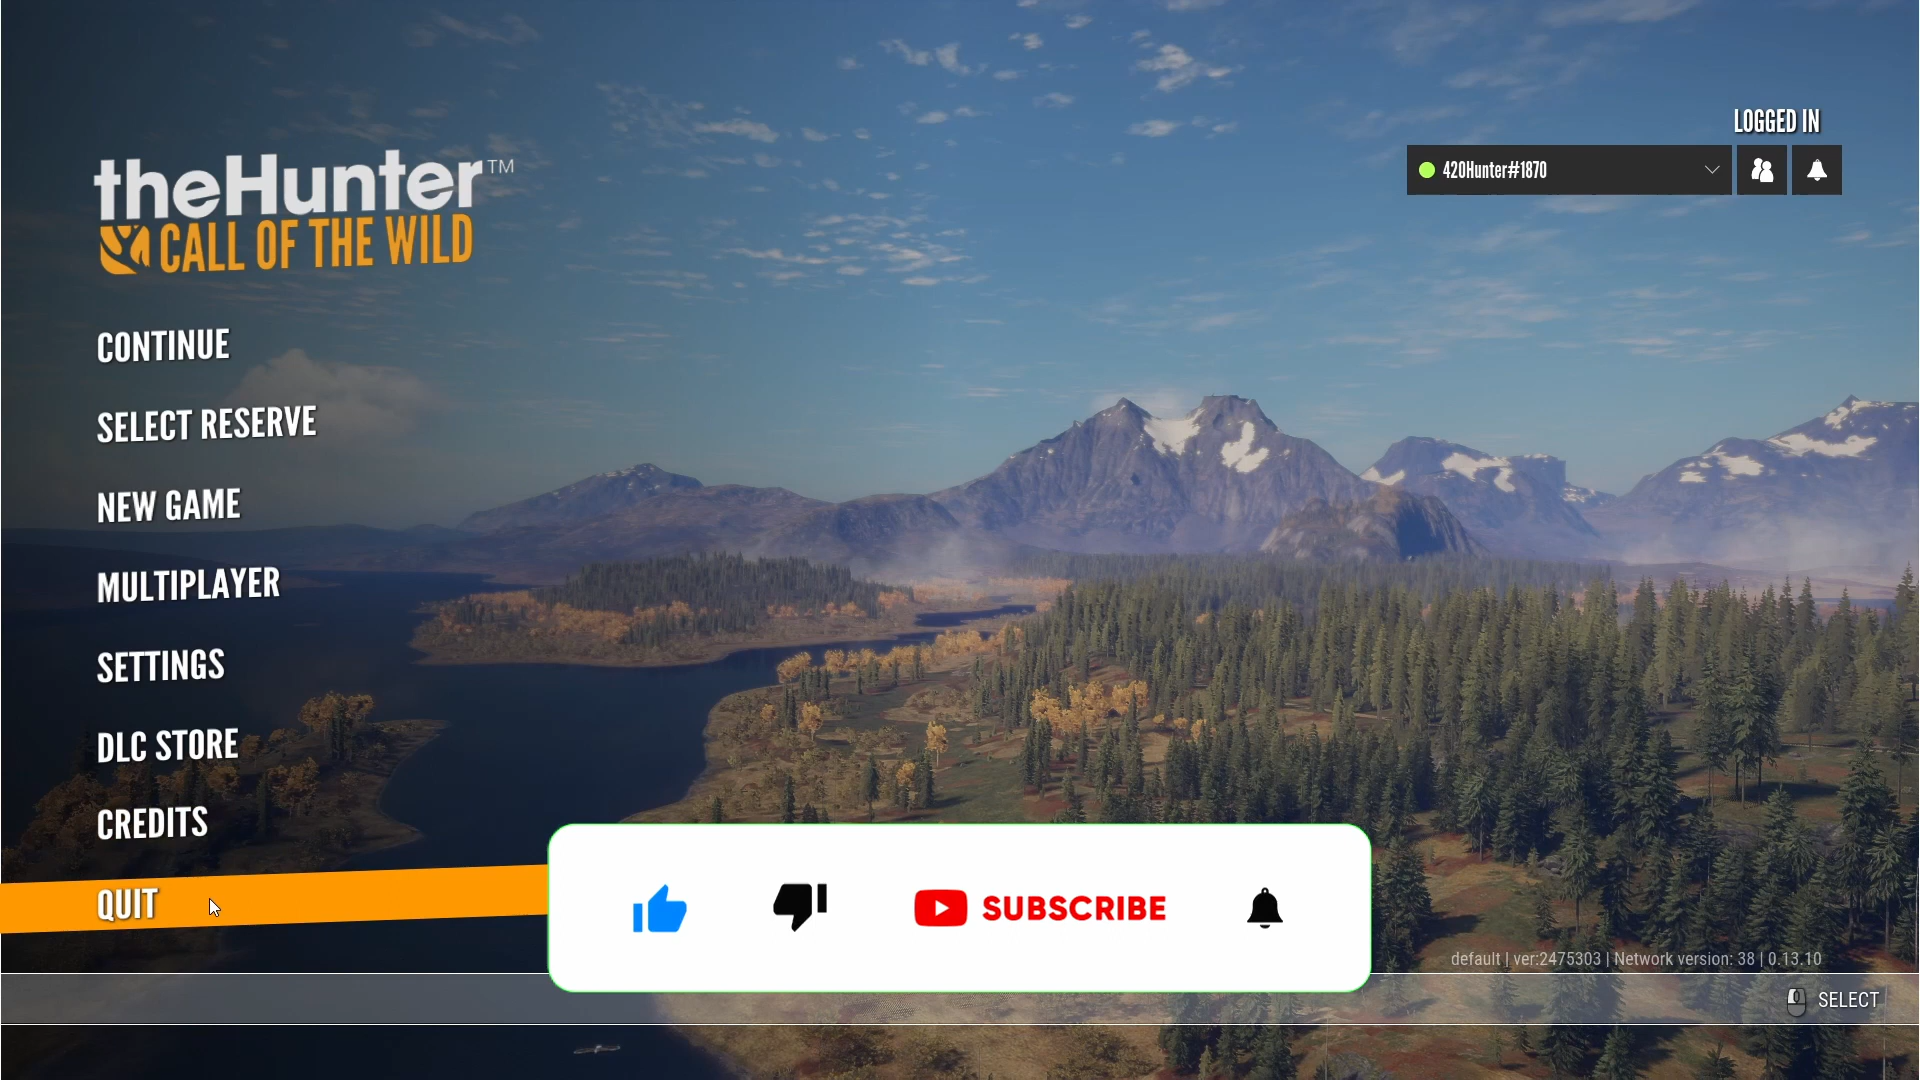 theHunter™
CALL OF THE WILD
LOGGED IN
420Hunter#1870
CONTINUE
SELECT RESERVE
NEW GAME
MULTIPLAYER
SETTINGS
DLC STORE
CREDITS
QUIT
SUBSCRIBE
default | ver:2475303 | Network version: 38 | 0.13.10
SELECT